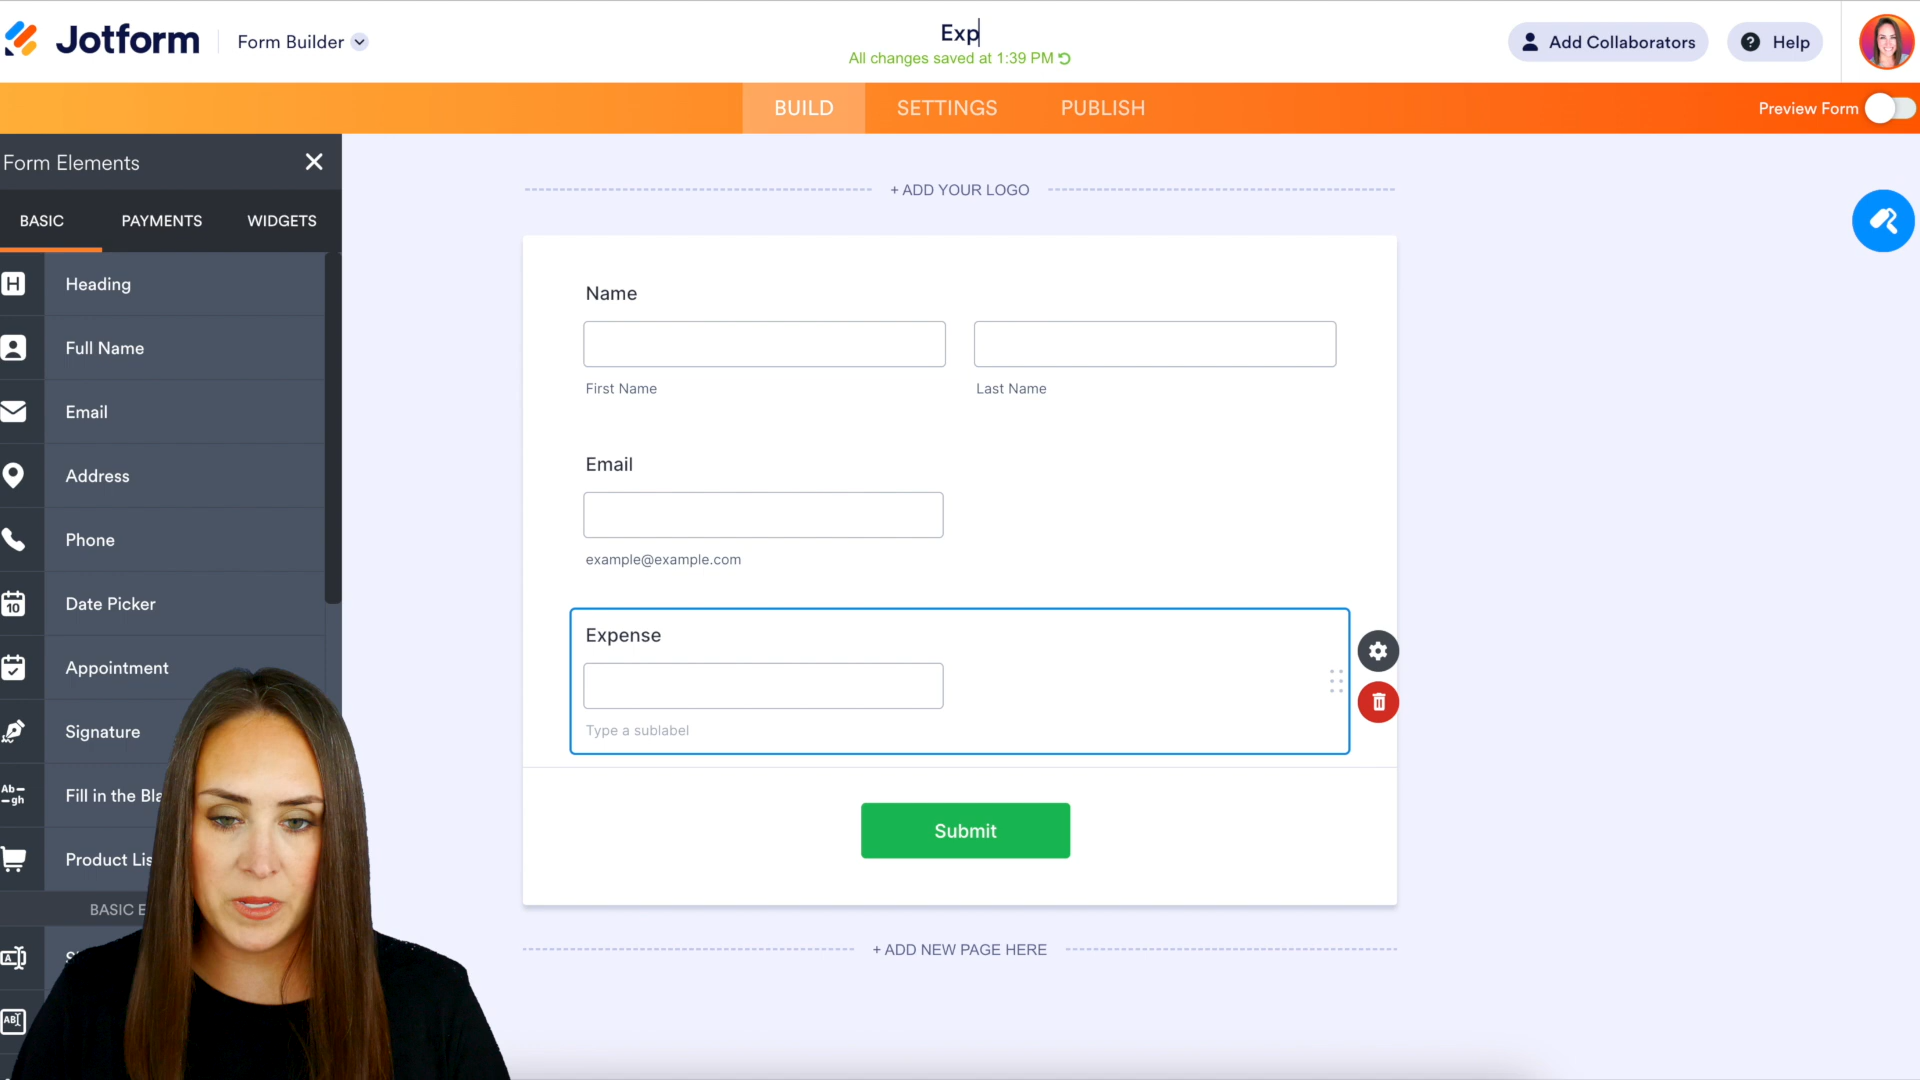 Jotform
Form Builder
Exp
All changes saved at 1:39 PM
Add Collaborators
Help
BUILD
SETTINGS
PUBLISH
Preview Form
Form Elements
BASIC
PAYMENTS
WIDGETS
Heading
Full Name
Email
Address
Phone
10
Date Picker
Appointment
Signature
Ab
gh
Fill in the Bla
Product Lis
BASIC E
+ ADD YOUR LOGO
Name
First Name
Last Name
Email
example@example.com
Expense
Type a sublabel
Submit
+ ADD NEW PAGE HERE